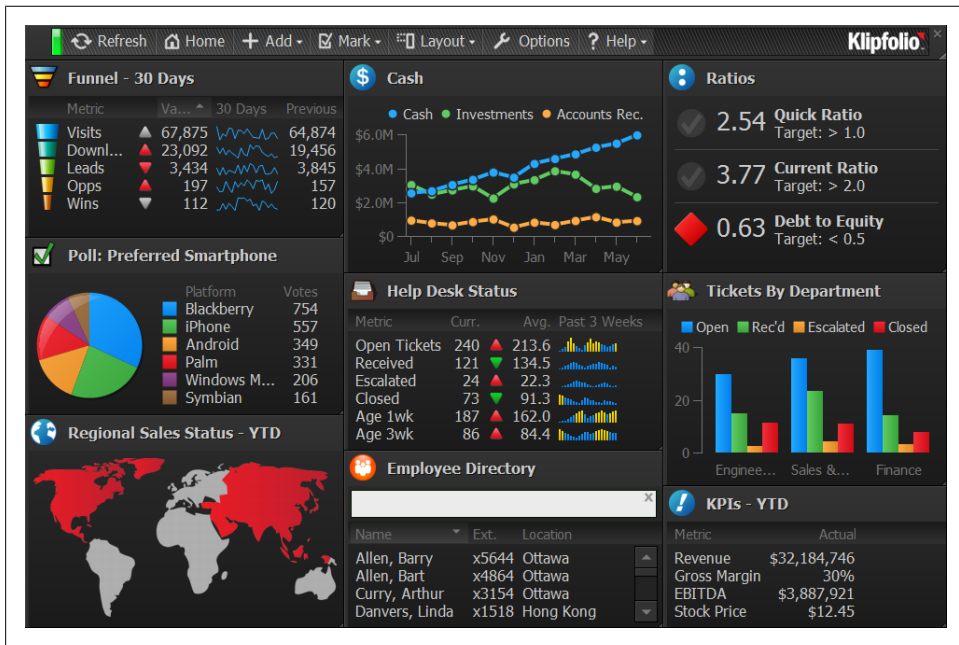 Refresh Home + Add Mark Layout Options ? Help Klipfolio
Funnel - 30 Days
Metric Va... 30 Days Previous
Visits 67,875 64,874
Downl... 23,092 19,456
Leads 3,434 3,845
Opps 197 157
Wins 112 120
Poll: Preferred Smartphone
Platform Votes
Blackberry 754
iPhone 557
Android 349
Palm 331
Windows M... 206
Symbian 161
Regional Sales Status - YTD
$ Cash
Cash Investments Accounts Rec.
$6.0M
$4.0M
$2.0M
$0
Jul Sep Nov Jan Mar May
Help Desk Status
Metric Curr. Avg. Past 3 Weeks
Open Tickets 240 213.6
Received 121 134.5
Escalated 24 22.3
Closed 73 91.3
Age 1wk 187 162.0
Age 3wk 86 84.4
Employee Directory
Name Ext. Location
Allen, Barry x5644 Ottawa
Allen, Bart x4864 Ottawa
Curry, Arthur x3154 Ottawa
Danvers, Linda x1518 Hong Kong
Ratios
2.54 Quick Ratio
Target: > 1.0
3.77 Current Ratio
Target: > 2.0
0.63 Debt to Equity
Target: < 0.5
Tickets By Department
Open Rec'd Escalated Closed
40
20
0
Enginee... Sales &... Finance
! KPIs - YTD
Metric Actual
Revenue $32,184,746
Gross Margin 30%
EBITDA $3,887,921
Stock Price $12.45